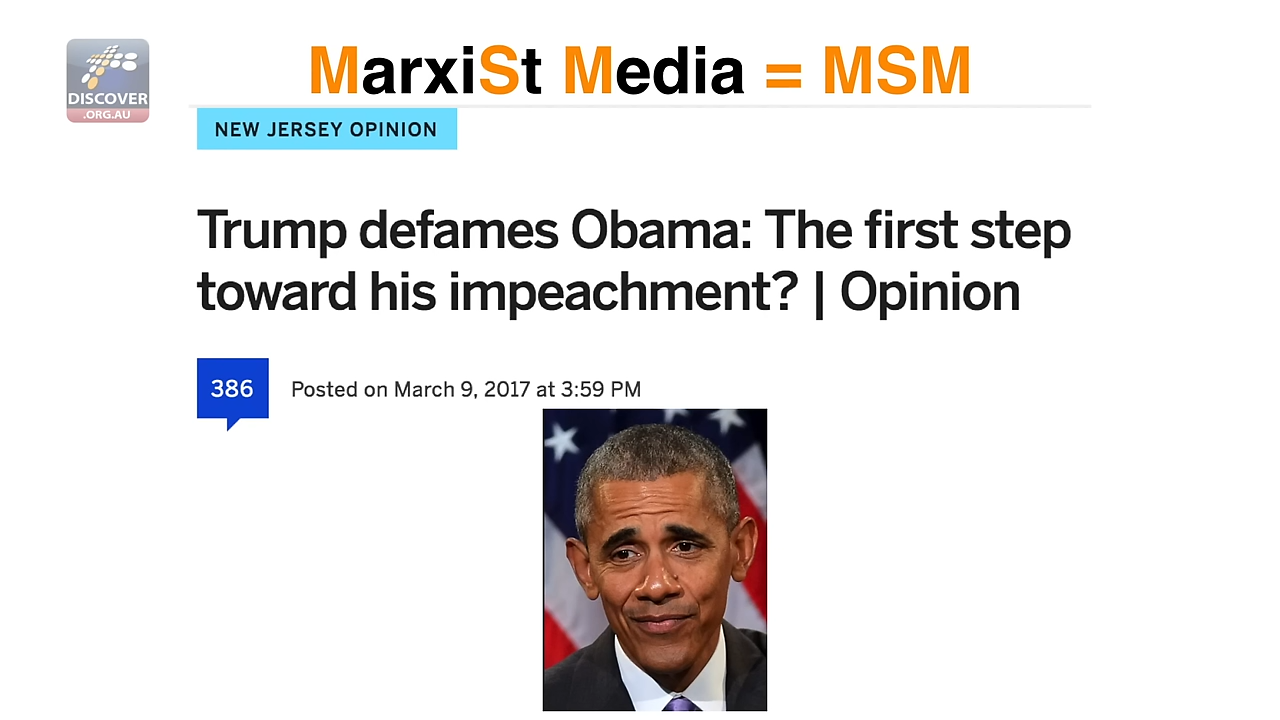 MarxiSt Media = MSM
DISCOVER
.ORG.AU
NEW JERSEY OPINION
Trump defames Obama: The first step
toward his impeachment? | Opinion
386
Posted on March 9, 2017 at 3:59 PM